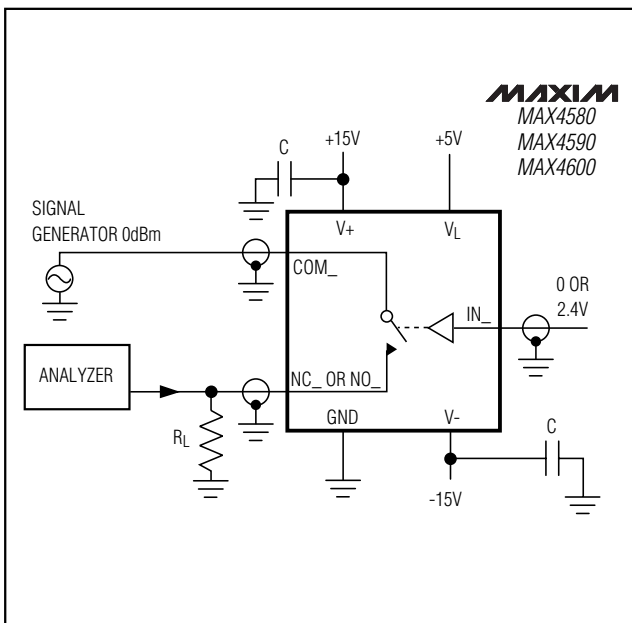 MAXIM
MAX4580
MAX4590
MAX4600
C
+15V
+5V
SIGNAL
GENERATOR 0dBm
V+
VL
COM_
0 OR
2.4V
IN_
ANALYZER
NC_ OR NO_
RL
GND
V-
C
-15V